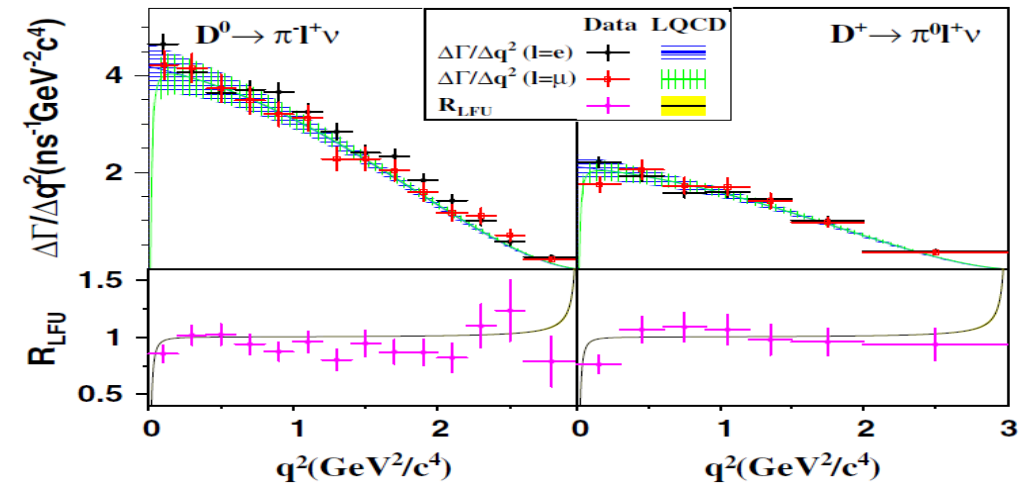 D⁰→ π⁻l⁺ν
Data LQCD
ΔΓ/Δq² (l=e)
ΔΓ/Δq² (l=μ)
R_LFU
D⁺→ π⁰l⁺ν
ΔΓ/Δq²(ns⁻¹GeV⁻²c⁴)
4
2
R_LFU
1.5
1
0.5
0 1 2 0 1 2 3
q²(GeV²/c⁴) q²(GeV²/c⁴)